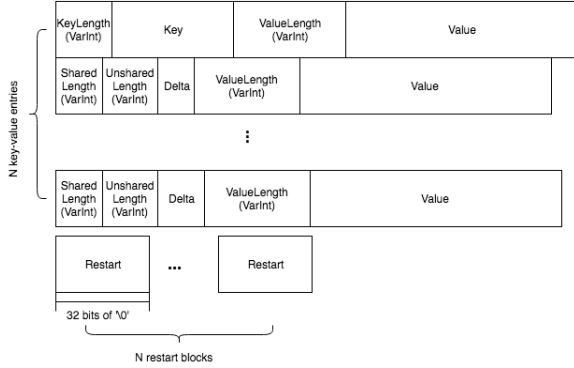 KeyLength
(VarInt)
Key
ValueLength
(VarInt)
Value
Shared
Length
(VarInt)
Unshared
Length
(VarInt)
Delta
ValueLength
(VarInt)
Value
N key-value entries
Shared
Length
(VarInt)
Unshared
Length
(VarInt)
Delta
ValueLength
(VarInt)
Value
Restart
...
Restart
32 bits of '\0'
N restart blocks